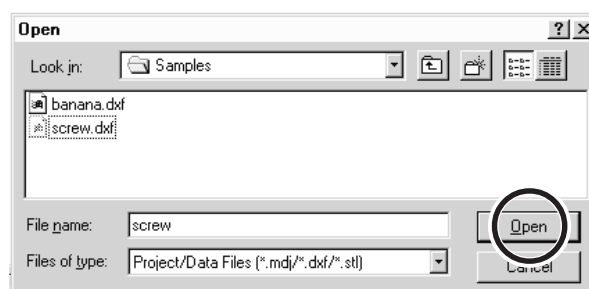 Open
Look in: Samples
banana.dxf
screw.dxf
File name: screw Open
Files of type: Project/Data Files (*.mdj/*.dxf/*.stl) Cancel